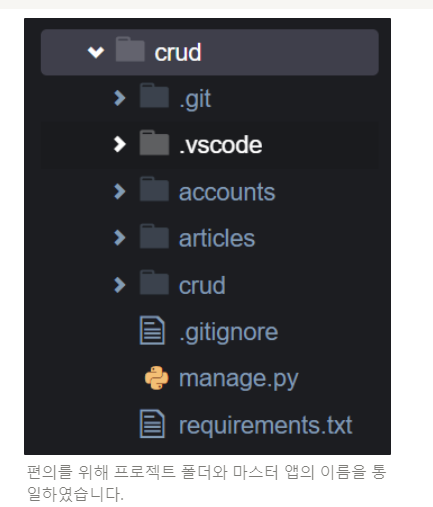 crud
.git
.vscode
accounts
articles
crud
.gitignore
manage.py
requirements.txt
편의를 위해 프로젝트 폴더와 마스터 앱의 이름을 통
일하였습니다.